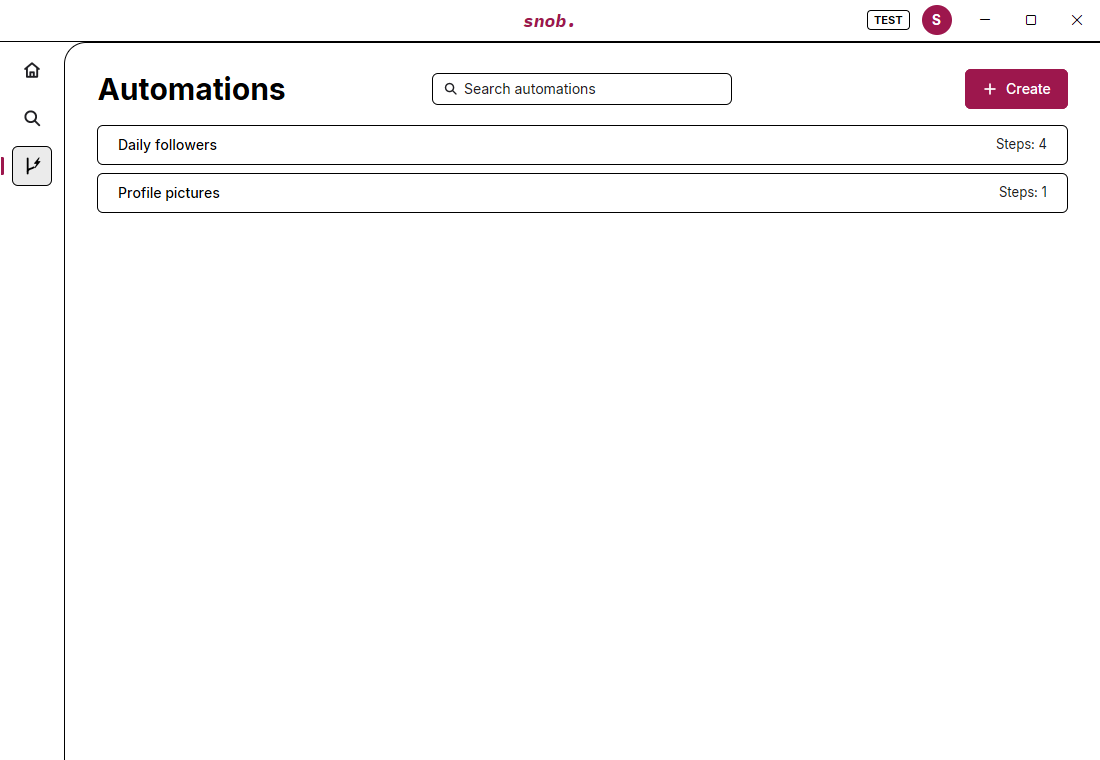 snob.
TEST
S
Automations
Search automations
Create
Daily followers
Steps: 4
Profile pictures
Steps: 1